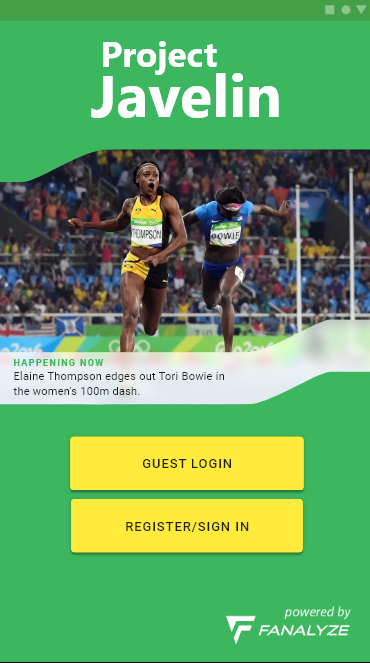 Project
Javelin
THOMPSON
BOWIE
HAPPENING NOW
Elaine Thompson edges out Tori Bowie in
the women's 100m dash.
GUEST LOGIN
REGISTER/SIGN IN
powered by
FANALYZE